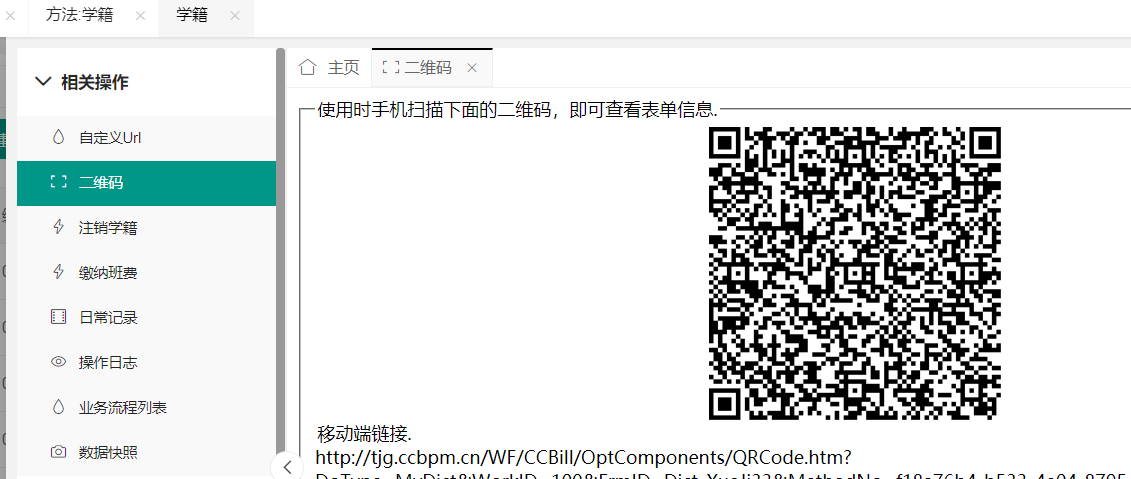 方法:学籍
学籍
相关操作
自定义Url
二维码
注销学籍
缴纳班费
日常记录
操作日志
业务流程列表
数据快照
主页
二维码
使用时手机扫描下面的二维码，即可查看表单信息.
移动端链接.
http://tjg.ccbpm.cn/WF/CCBill/OptComponents/QRCode.htm?